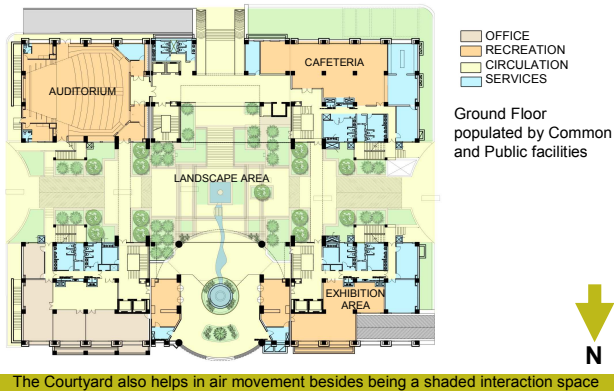 OFFICE
RECREATION
CIRCULATION
SERVICES
CAFETERIA
AUDITORIUM
Ground Floor
populated by Common
and Public facilities
LANDSCAPE AREA
EXHIBITION
AREA
N
The Courtyard also helps in air movement besides being a shaded interaction space